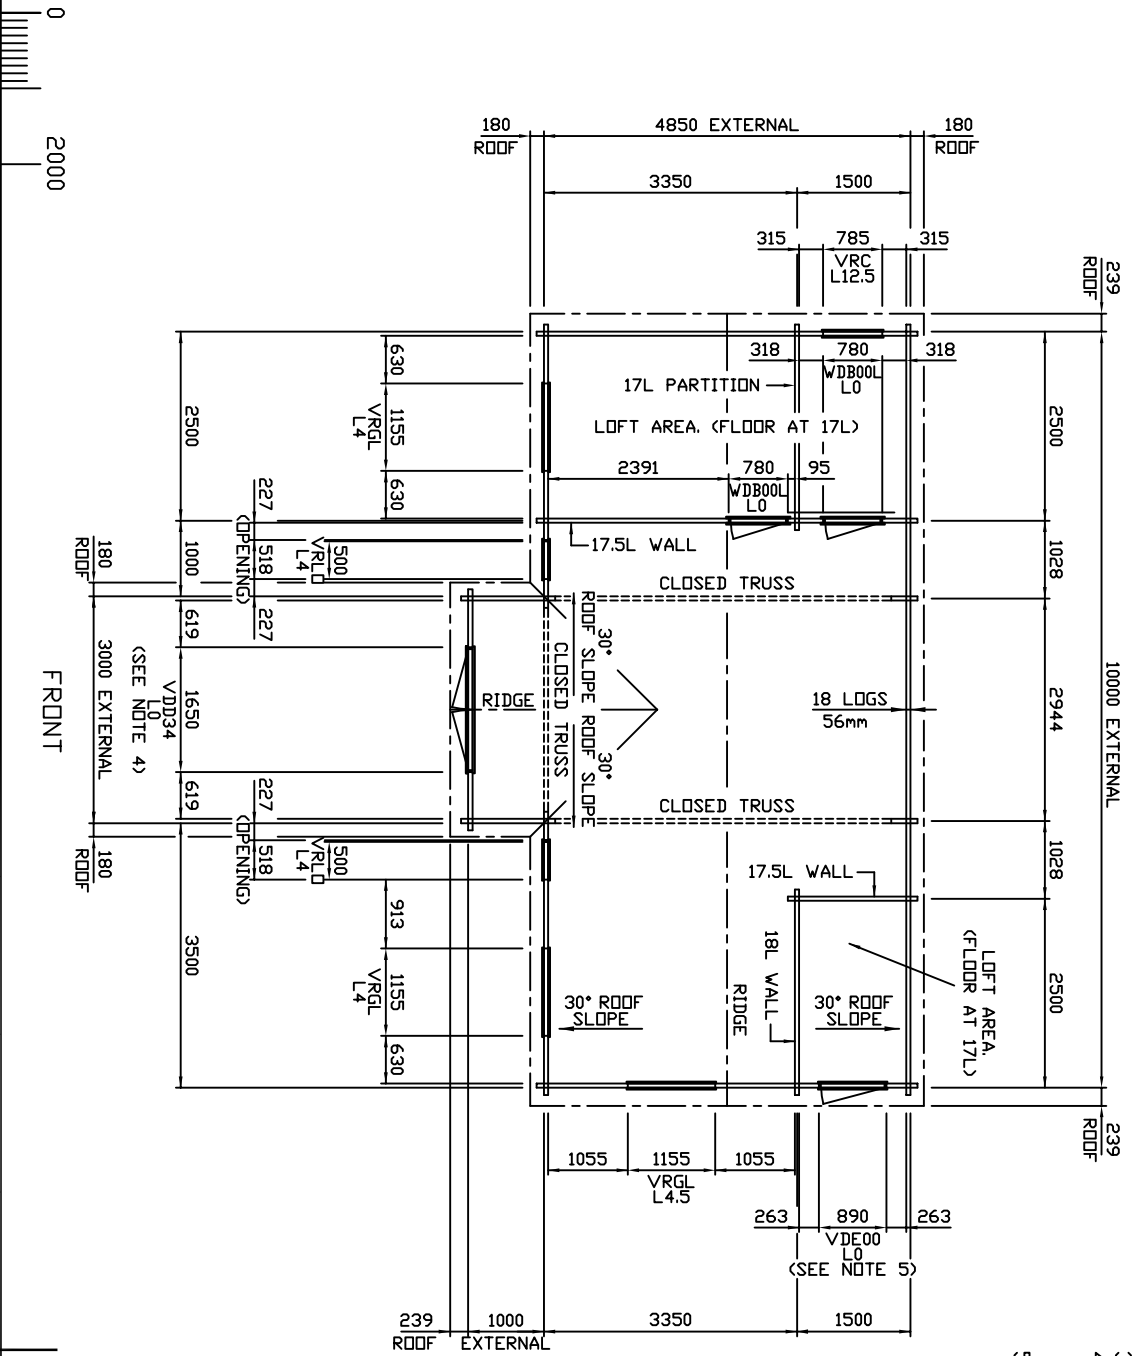 0
2000
180
ROOF
4850 EXTERNAL
180
ROOF
3350
1500
315
785
315
VRC
L12.5
239
ROOF
318
780
318
WDB00L
L0
17L PARTITION
LOFT AREA. (FLOOR AT 17L)
2391
780
95
WDB00L
L0
17.5L WALL
630
1155
VRGL
L4
630
2500
2500
227
518
(OPENING)
227
500
VRLO
L4
1000
1028
180
ROOF
CLOSED TRUSS
ROOF SLOPE
30°
CLOSED TRUSS
ROOF SLOPE
30°
RIDGE
18 LOGS
56mm
2944
10000 EXTERNAL
619
1650
VDD34
L0
(SEE NOTE 4)
619
3000 EXTERNAL
FRONT
CLOSED TRUSS
227
518
(OPENING)
500
VRLO
L4
180
ROOF
1028
17.5L WALL
913
1155
VRGL
L4
630
3500
18L WALL
RIDGE
30° ROOF
SLOPE
30° ROOF
SLOPE
LOFT AREA.
(FLOOR AT 17L)
2500
239
ROOF
1055
1155
1055
VRGL
L4.5
263
890
263
VDE00
L0
(SEE NOTE 5)
239
ROOF
1000
EXTERNAL
3350
1500